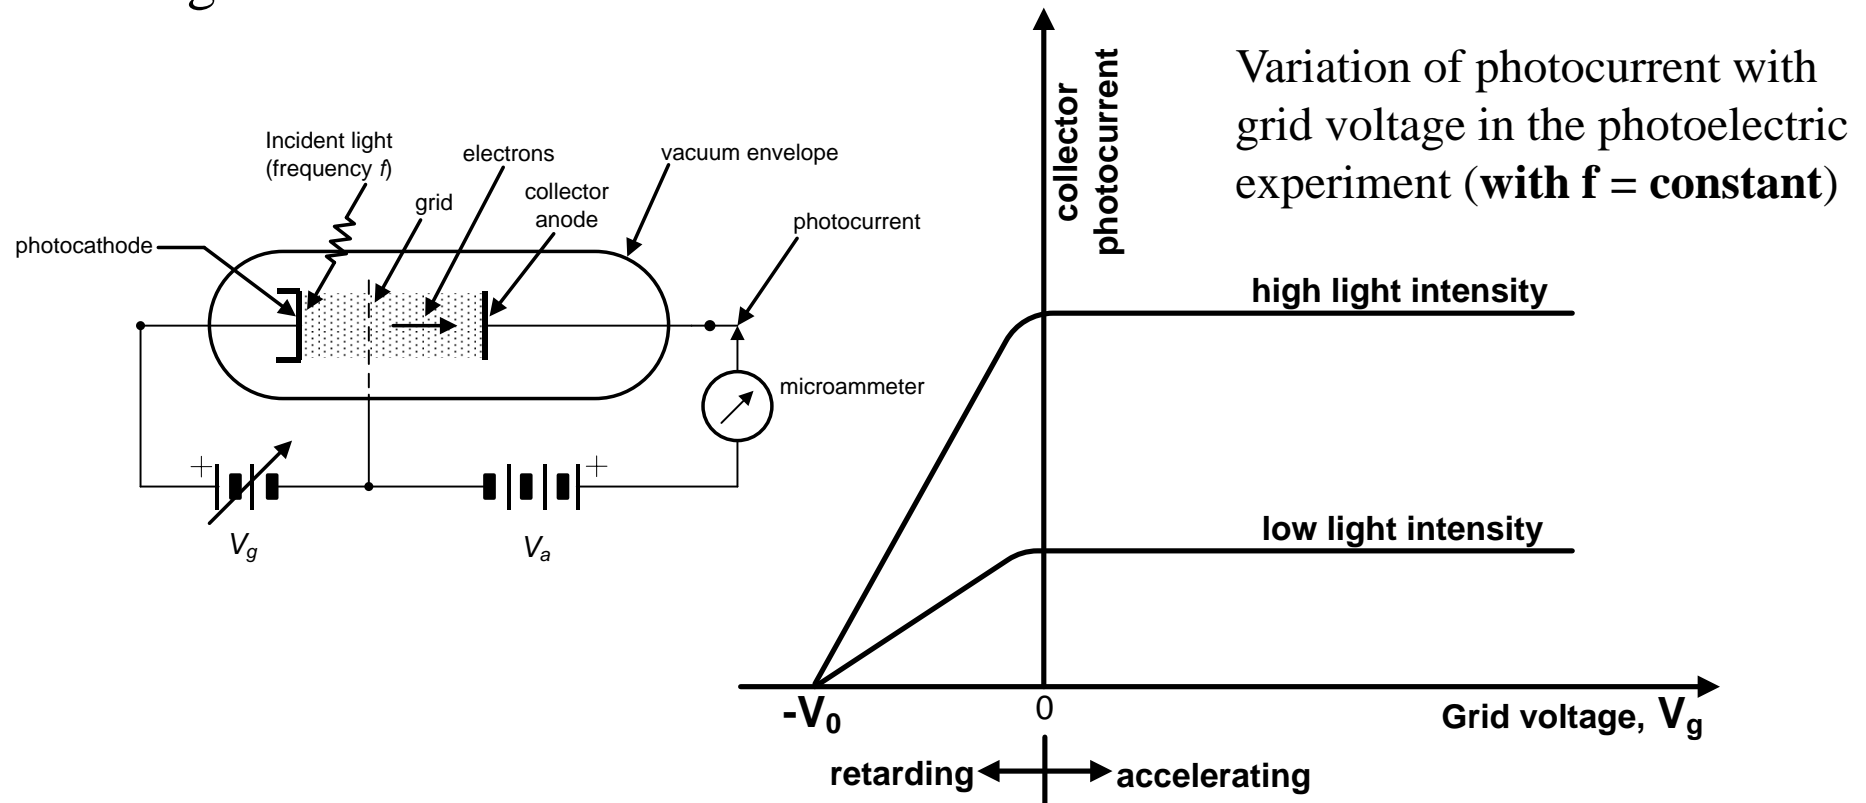 Incident light
(frequency f)
electrons
vacuum envelope
grid
collector
anode
photocurrent
photocathode
microammeter
+
+
Vg
Va
collector
photocurrent
Variation of photocurrent with
grid voltage in the photoelectric
experiment (with f = constant)
high light intensity
low light intensity
-V0
0
Grid voltage, Vg
retarding
accelerating